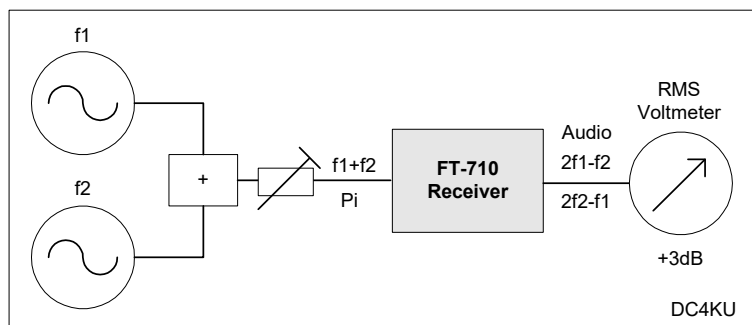 f1
f2
+
f1+f2
Pi
FT-710
Receiver
Audio
2f1-f2
2f2-f1
RMS
Voltmeter
+3dB
DC4KU